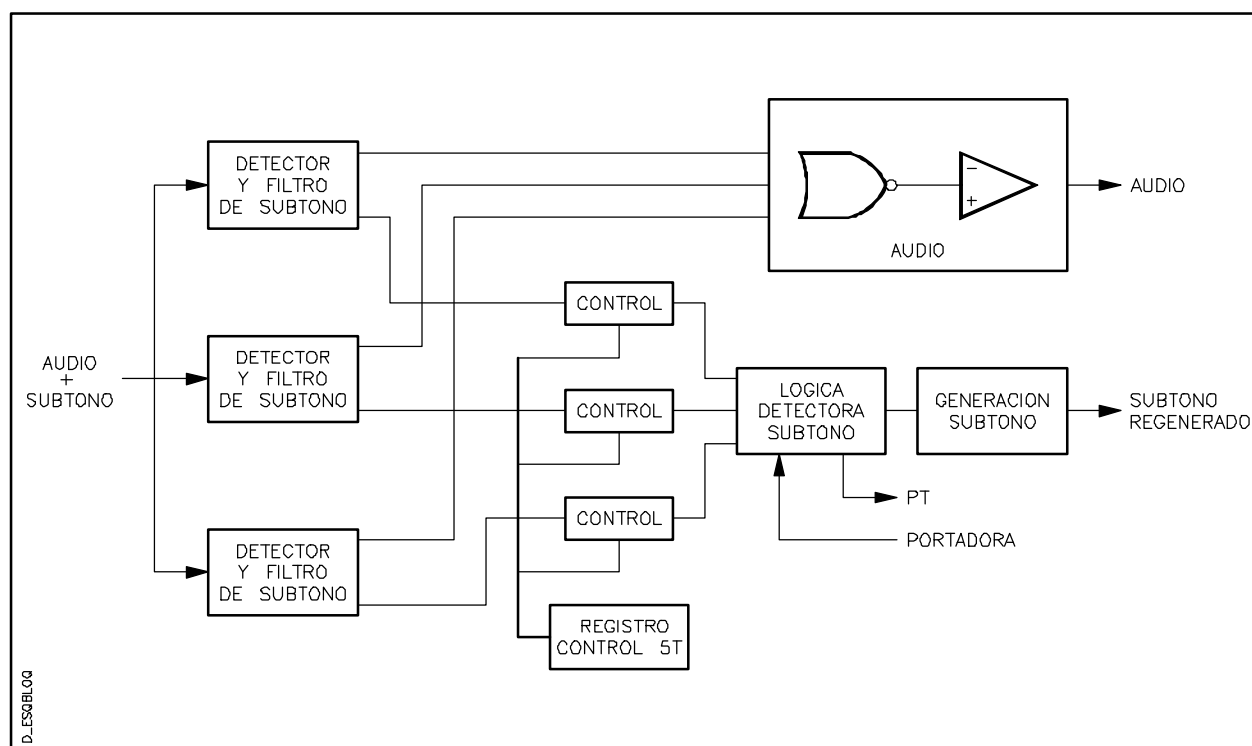 DETECTOR
Y FILTRO
DE SUBTONO
−
+
AUDIO
AUDIO
CONTROL
AUDIO
+
SUBTONO
DETECTOR
Y FILTRO
DE SUBTONO
CONTROL
LOGICA
DETECTORA
SUBTONO
GENERACION
SUBTONO
SUBTONO
REGENERADO
CONTROL
PT
PORTADORA
DETECTOR
Y FILTRO
DE SUBTONO
REGISTRO
CONTROL ST
D_ESQBLOQ